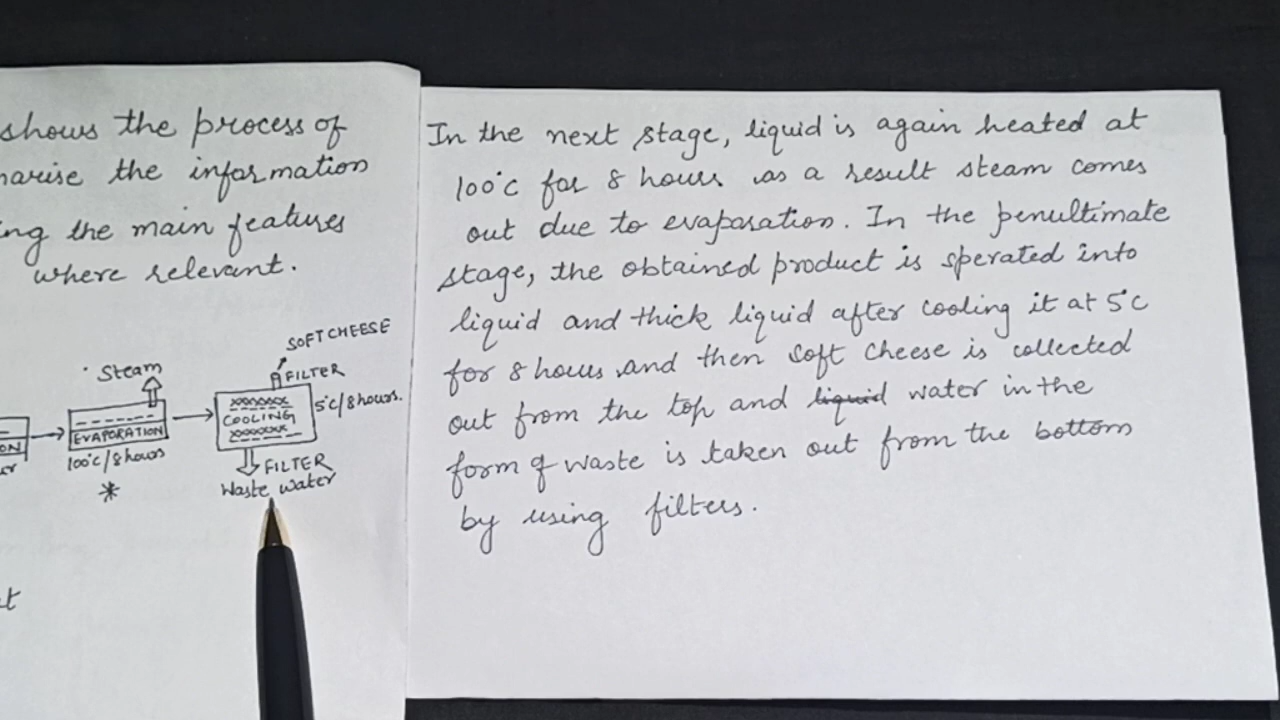 shows the process of
marise the information
ing the main features
where relevant.
SOFT CHEESE
Steam
FILTER
5°c/8 hours.
COOLING
EVAPORATION
ON
er
100°c/8 hours
*
FILTER
Waste water
In the next stage, liquid is again heated at
100°c for 8 hours as a result steam comes
out due to evaporation. In the penultimate
stage, the obtained product is sperated into
liquid and thick liquid after cooling it at 5°c
for 8 hours and then soft cheese is collected
out from the top and liquid water in the
form of waste is taken out from the bottom
by using filters.